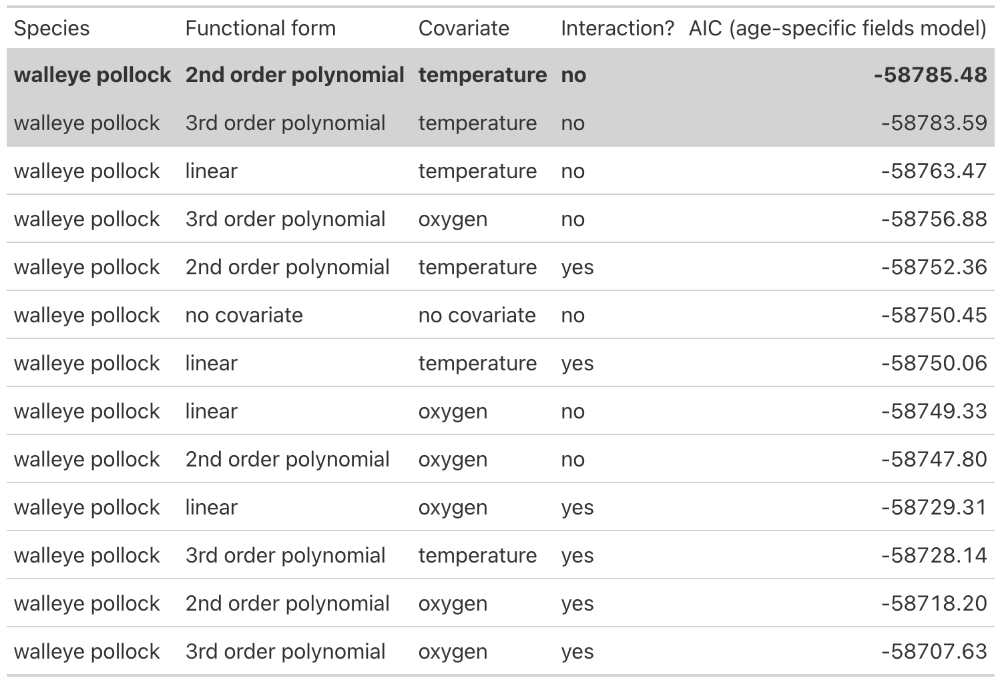 Species Functional form Covariate Interaction? AIC (age-specific fields model)
walleye pollock 2nd order polynomial temperature no -58785.48
walleye pollock 3rd order polynomial temperature no -58783.59
walleye pollock linear temperature no -58763.47
walleye pollock 3rd order polynomial oxygen no -58756.88
walleye pollock 2nd order polynomial temperature yes -58752.36
walleye pollock no covariate no covariate no -58750.45
walleye pollock linear temperature yes -58750.06
walleye pollock linear oxygen no -58749.33
walleye pollock 2nd order polynomial oxygen no -58747.80
walleye pollock linear oxygen yes -58729.31
walleye pollock 3rd order polynomial temperature yes -58728.14
walleye pollock 2nd order polynomial oxygen yes -58718.20
walleye pollock 3rd order polynomial oxygen yes -58707.63